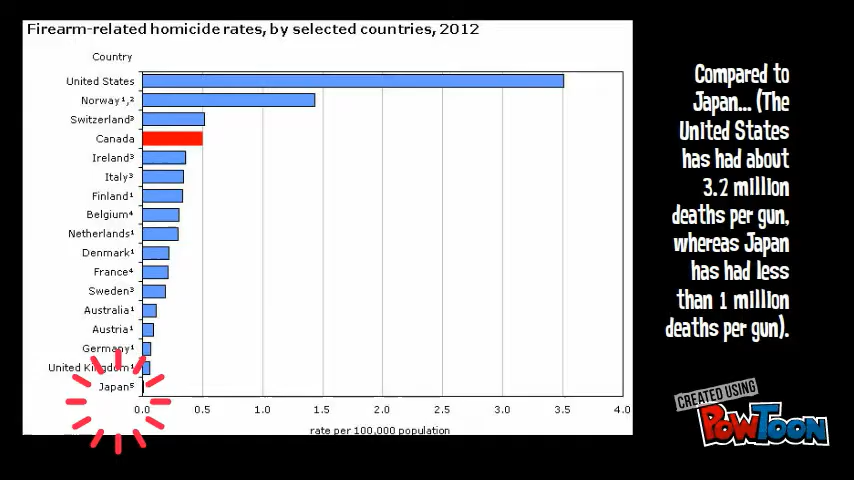 Firearm-related homicide rates, by selected countries, 2012
Country
United States
Norway¹,²
Switzerland³
Canada
Ireland³
Italy³
Finland¹
Belgium⁴
Netherlands¹
Denmark¹
France⁴
Sweden³
Australia¹
Austria¹
Germany¹
United Kingdom¹
Japan⁵
0.0 0.5 1.0 1.5 2.0 2.5 3.0 3.5 4.0
rate per 100,000 population
Compared to
Japan... (The
United States
has had about
3.2 million
deaths per gun,
whereas Japan
has had less
than 1 million
deaths per gun).
CREATED USING
POWTOON